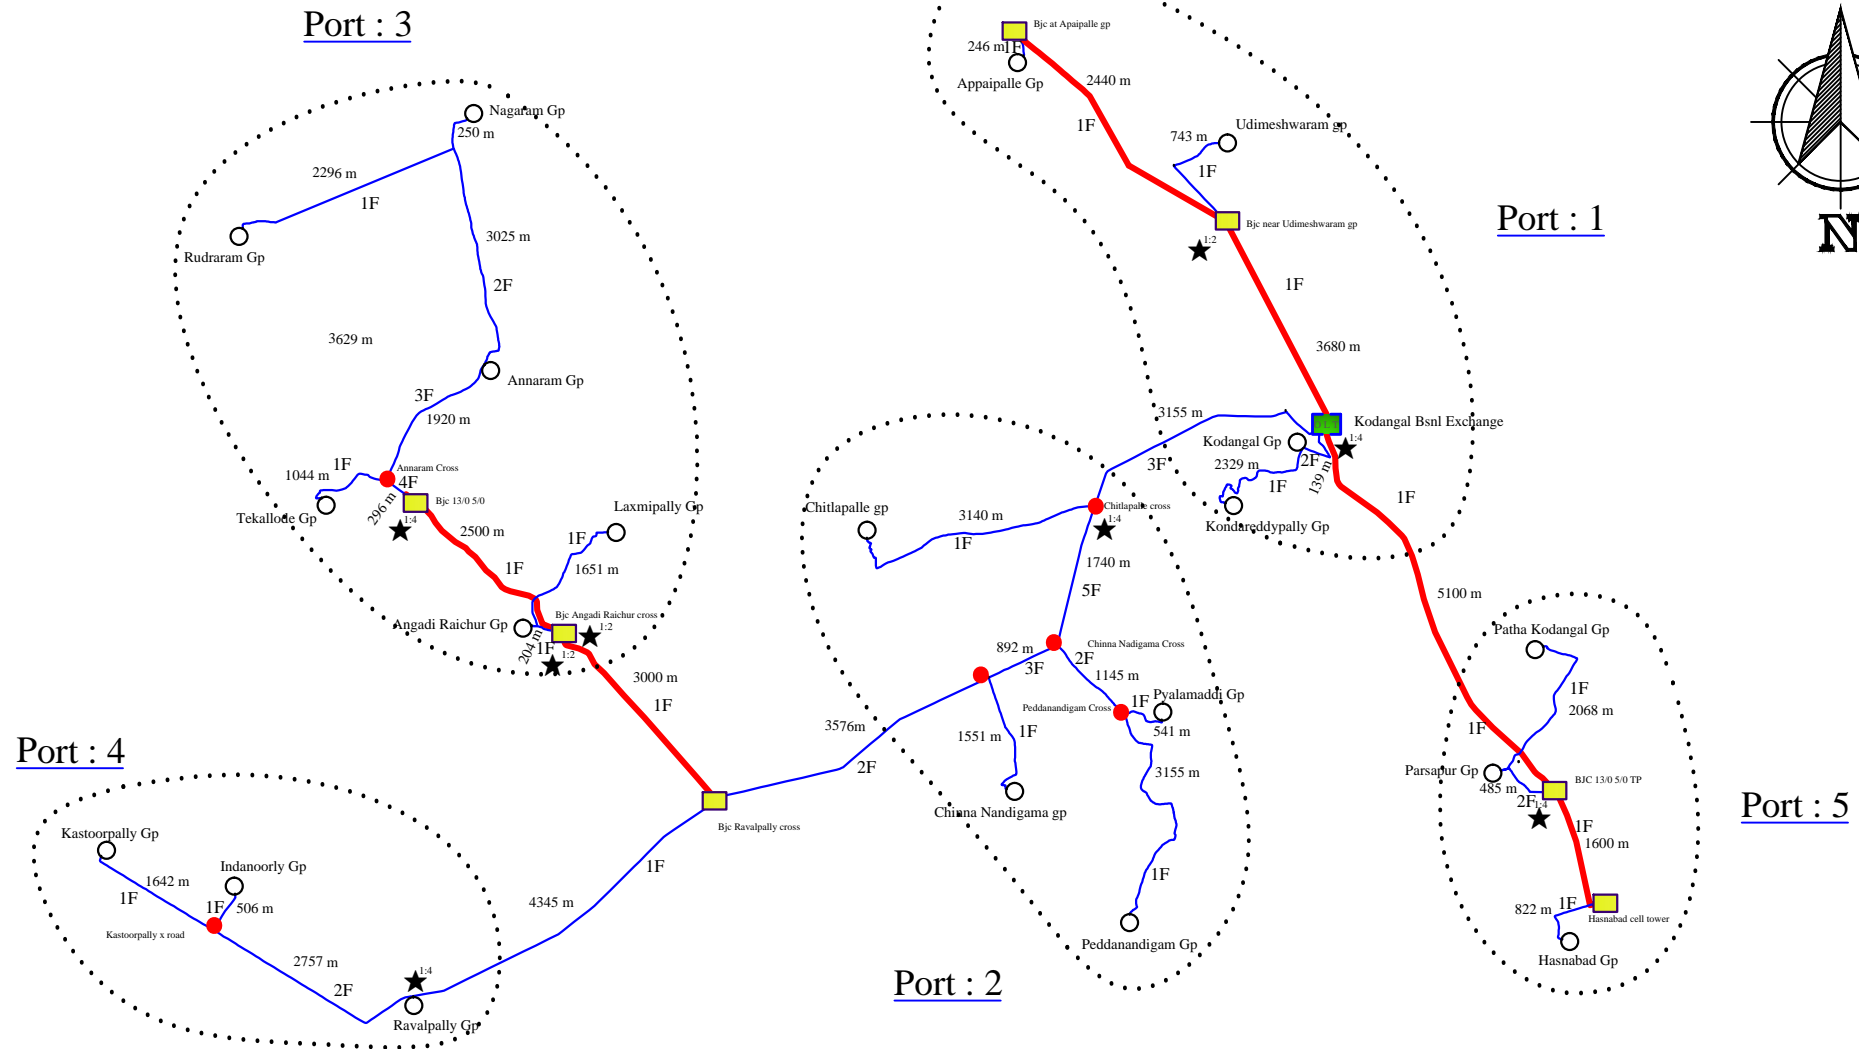 Port : 3
Bjc at Apaipalle gp
246 m
1F
Appaipalle Gp
2440 m
1F
Nagaram Gp
250 m
743 m
Udimeshwaram gp
1F
2296 m
1F
Rudraram Gp
3025 m
2F
Bjc near Udimeshwaram gp
1:2
Port : 1
N
1F
3629 m
3680 m
Annaram Gp
3F
1920 m
3155 m
3F
Kodangal Bsnl Exchange
OLT
1:4
Kodangal Gp
2F
2329 m
1F
139 m
1F
Kondareddypally Gp
1044 m
1F
Annaram Cross
4F
296 m
Bjc 13/0 5/0
1:4
Tekallode Gp
2500 m
1F
Laxmipally Gp
1F
1651 m
Chitlapalle gp
3140 m
1F
Chitlapalle cross
1:4
1740 m
5F
5100 m
Angadi Raichur Gp
Bjc Angadi Raichur cross
1:2
204 m
1F
1:2
3000 m
1F
892 m
3F
Chinna Nadigama Cross
2F
1145 m
Peddanandigam Cross
1F
Pyalamaddi Gp
541 m
Patha Kodangal Gp
1F
2068 m
1F
3576m
2F
1551 m
1F
3155 m
Chinna Nandigama gp
1F
Peddanandigam Gp
Parsapur Gp
485 m
2F
1:4
BJC 13/0 5/0 TP
1F
1600 m
Port : 5
Port : 4
Bjc Ravalpally cross
1F
4345 m
Kastoorpally Gp
1642 m
1F
Indanoorly Gp
1F
506 m
Kastoorpally x road
2757 m
2F
1:4
Ravalpally Gp
Port : 2
822 m
1F
Hasnabad cell tower
Hasnabad Gp